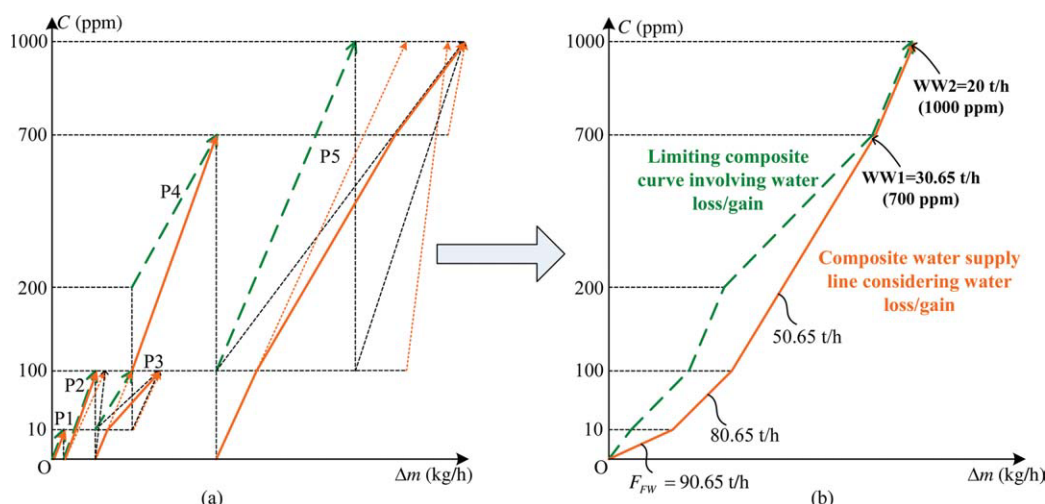 C (ppm)
1000
700
200
100
10
O
P1
P2
P3
P4
P5
Δm (kg/h)
(a)
C (ppm)
1000
700
200
100
10
O
WW2=20 t/h
(1000 ppm)
WW1=30.65 t/h
(700 ppm)
Limiting composite
curve involving water
loss/gain
Composite water supply
line considering water
loss/gain
50.65 t/h
80.65 t/h
F_FW = 90.65 t/h
Δm (kg/h)
(b)